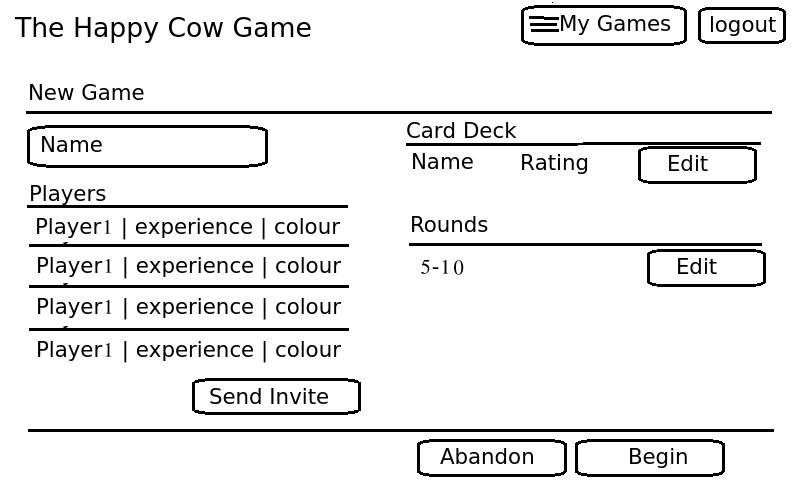 The Happy Cow Game
My Games
logout
New Game
Name
Players
Player1 | experience | colour
Player1 | experience | colour
Player1 | experience | colour
Player1 | experience | colour
Send Invite
Card Deck
Name Rating Edit
Rounds
5-10 Edit
Abandon Begin